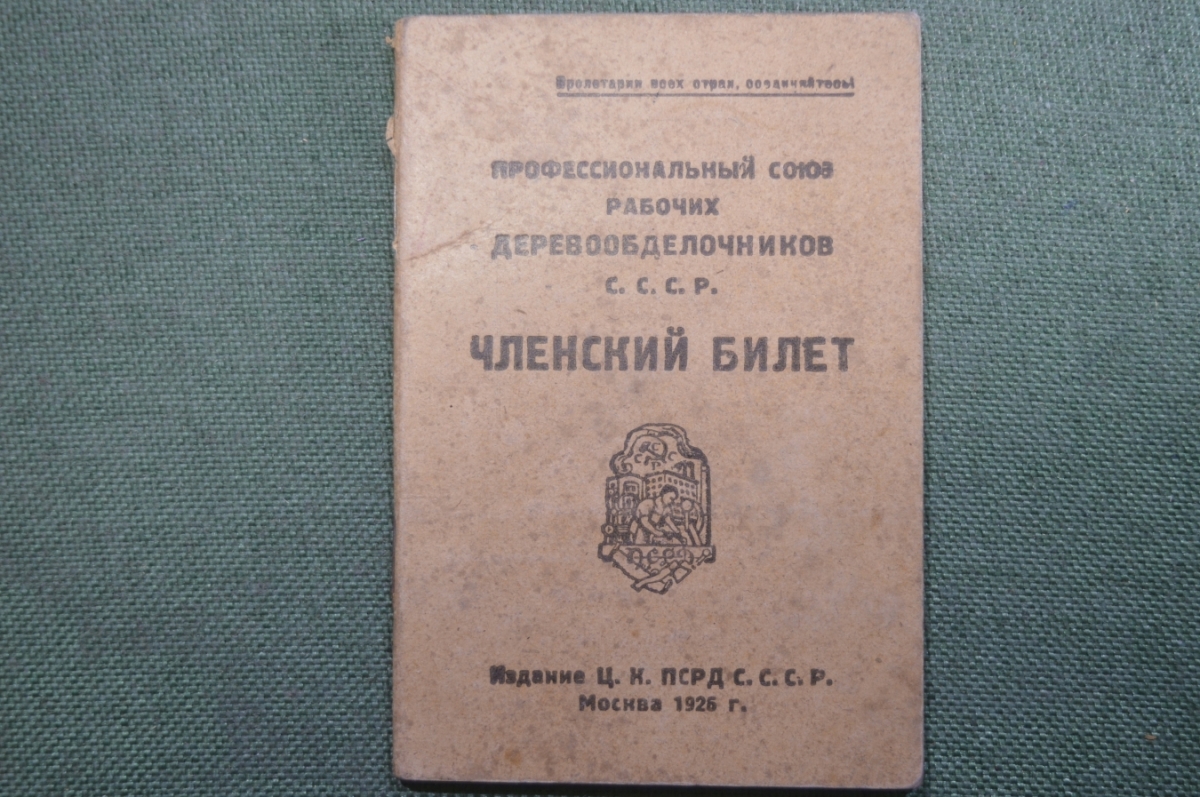 Пролетарии всех стран, соединяйтесь!
ПРОФЕССИОНАЛЬНЫЙ СОЮЗ
РАБОЧИХ
ДЕРЕВООБДЕЛОЧНИКОВ
С. С. С. Р.
ЧЛЕНСКИЙ БИЛЕТ
Издание Ц. К. ПСРД С. С. С. Р.
Москва 1926 г.